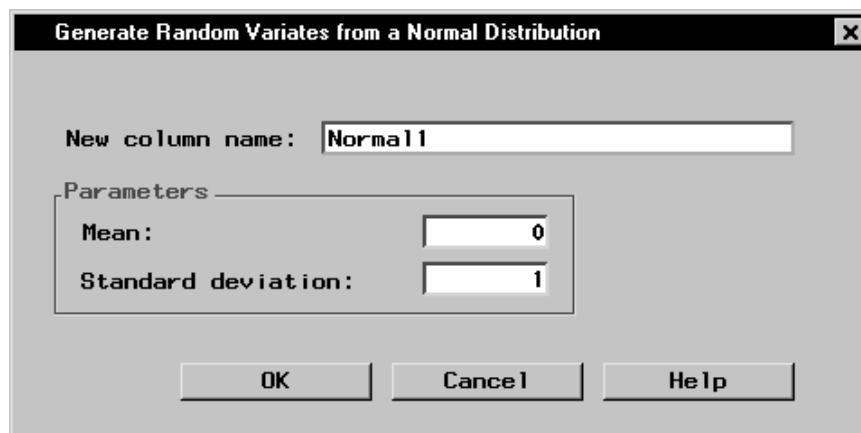 Generate Random Variates from a Normal Distribution
New column name: Normal1
Parameters
Mean: 0
Standard deviation: 1
OK Cancel Help